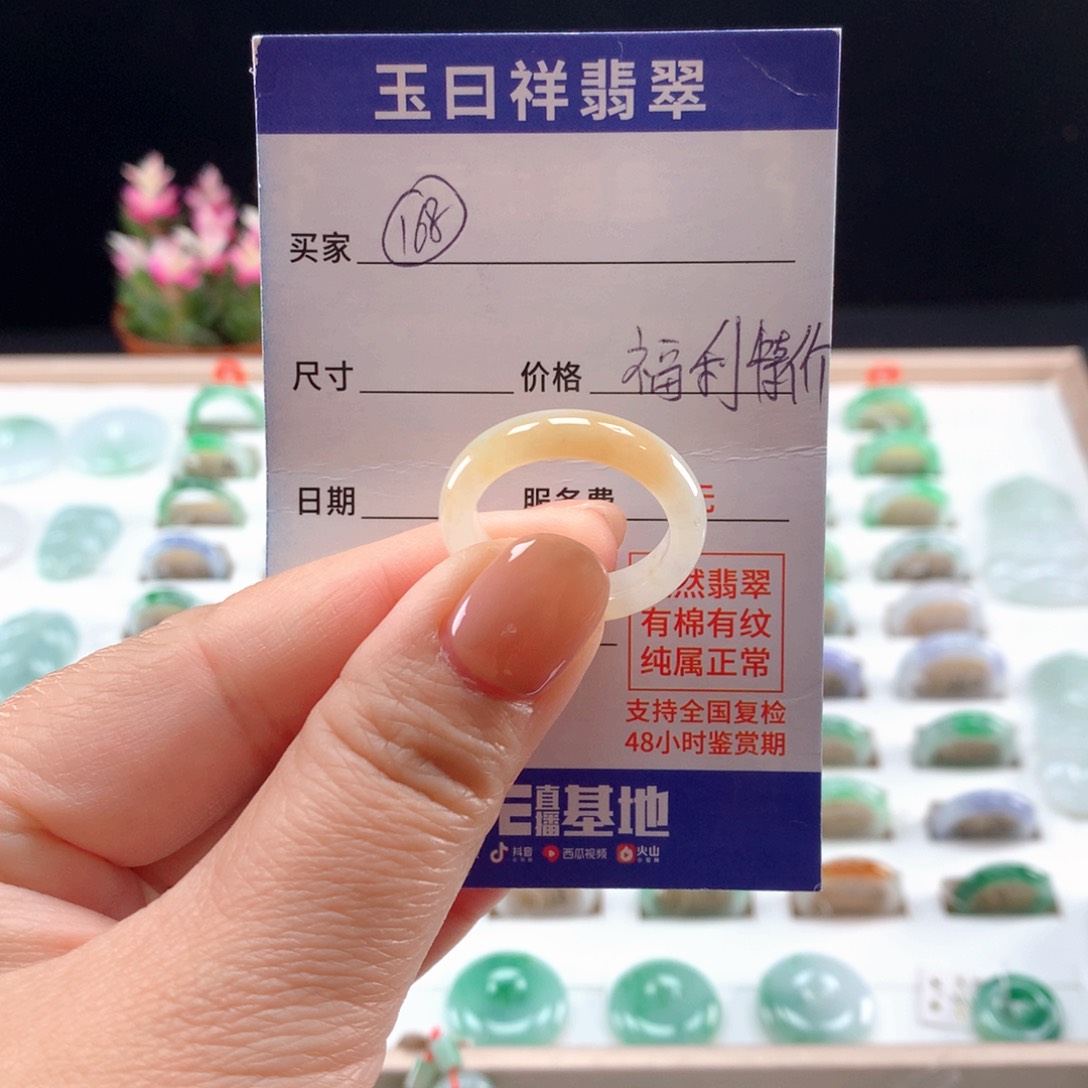 玉曰祥翡翠
买家 168
尺寸 价格 福利特价
日期 服务费 元
然翡翠
有棉有纹
纯属正常
支持全国复检
48小时鉴赏期
直播基地
抖音 西瓜视频 火山